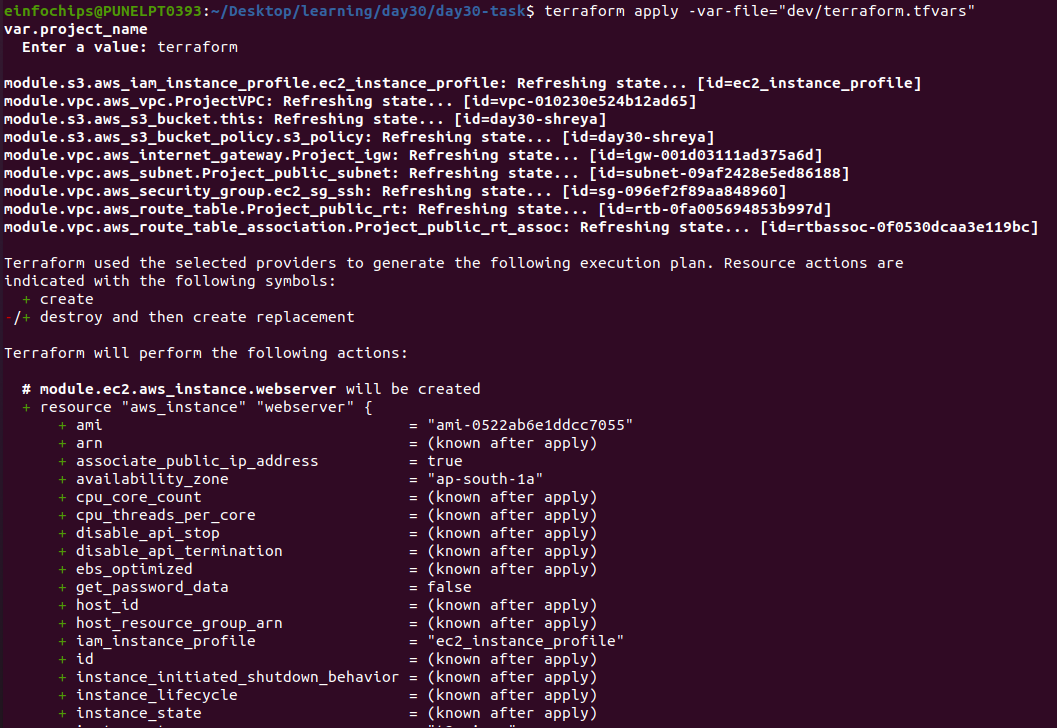 einfochips@PUNELPT0393:~/Desktop/learning/day30/day30-task$ terraform apply -var-file="dev/terraform.tfvars"
var.project_name
  Enter a value: terraform

module.s3.aws_iam_instance_profile.ec2_instance_profile: Refreshing state... [id=ec2_instance_profile]
module.vpc.aws_vpc.ProjectVPC: Refreshing state... [id=vpc-010230e524b12ad65]
module.s3.aws_s3_bucket.this: Refreshing state... [id=day30-shreya]
module.s3.aws_s3_bucket_policy.s3_policy: Refreshing state... [id=day30-shreya]
module.vpc.aws_internet_gateway.Project_igw: Refreshing state... [id=igw-001d03111ad375a6d]
module.vpc.aws_subnet.Project_public_subnet: Refreshing state... [id=subnet-09af2428e5ed86188]
module.vpc.aws_security_group.ec2_sg_ssh: Refreshing state... [id=sg-096ef2f89aa848960]
module.vpc.aws_route_table.Project_public_rt: Refreshing state... [id=rtb-0fa005694853b997d]
module.vpc.aws_route_table_association.Project_public_rt_assoc: Refreshing state... [id=rtbassoc-0f0530dcaa3e119bc]

Terraform used the selected providers to generate the following execution plan. Resource actions are
indicated with the following symbols:
  + create
-/+ destroy and then create replacement

Terraform will perform the following actions:

  # module.ec2.aws_instance.webserver will be created
  + resource "aws_instance" "webserver" {
      + ami                                  = "ami-0522ab6e1ddcc7055"
      + arn                                  = (known after apply)
      + associate_public_ip_address          = true
      + availability_zone                    = "ap-south-1a"
      + cpu_core_count                       = (known after apply)
      + cpu_threads_per_core                 = (known after apply)
      + disable_api_stop                     = (known after apply)
      + disable_api_termination              = (known after apply)
      + ebs_optimized                        = (known after apply)
      + get_password_data                    = false
      + host_id                              = (known after apply)
      + host_resource_group_arn              = (known after apply)
      + iam_instance_profile                 = "ec2_instance_profile"
      + id                                   = (known after apply)
      + instance_initiated_shutdown_behavior = (known after apply)
      + instance_lifecycle                   = (known after apply)
      + instance_state                       = (known after apply)